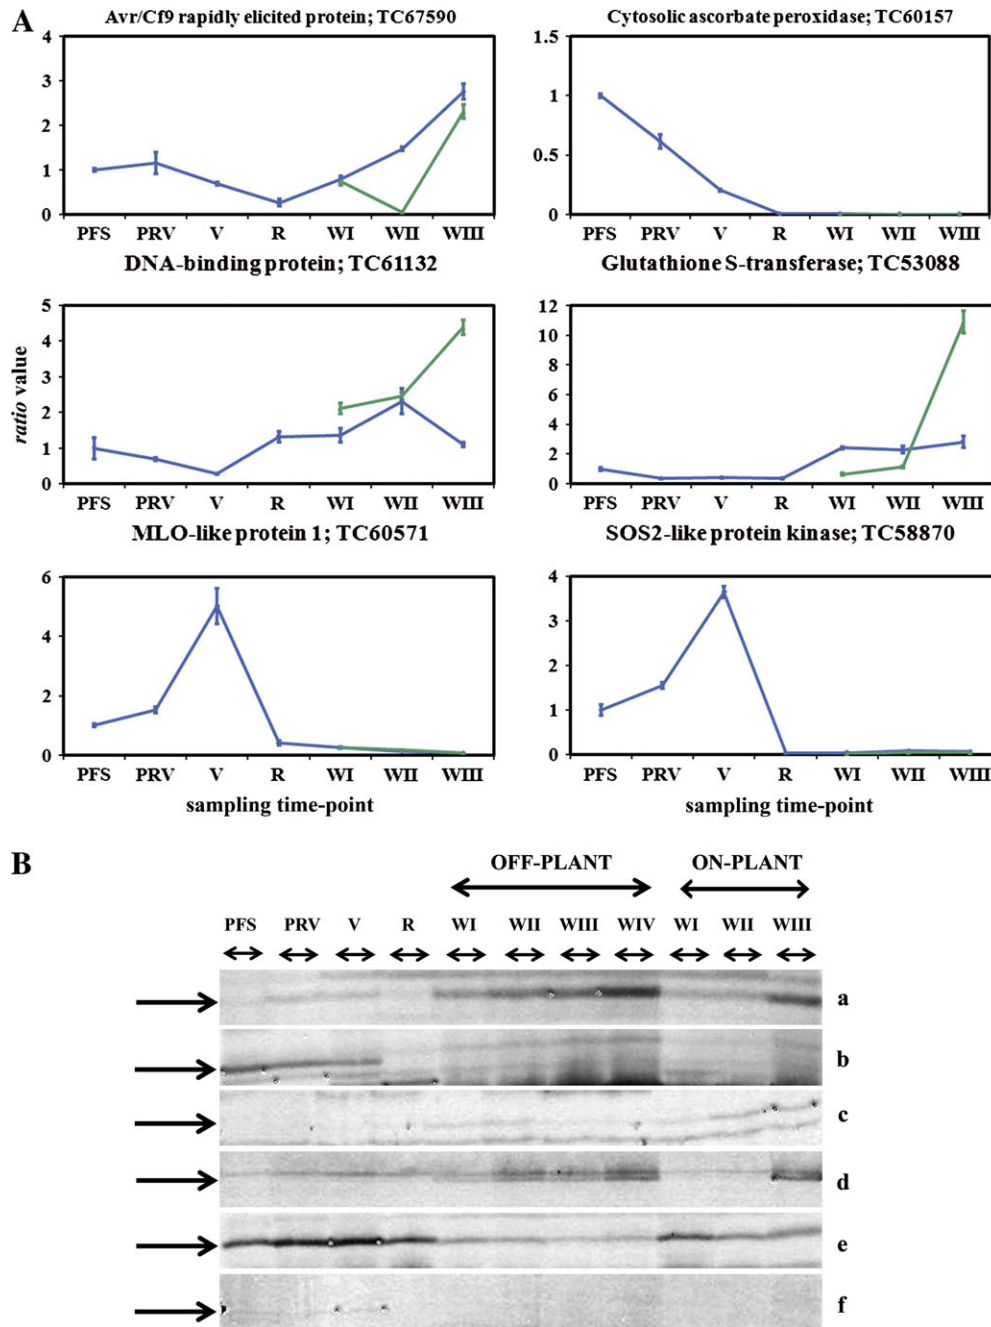 A
Avr/Cf9 rapidly elicited protein; TC67590
4
3
2
1
0
PFS PRV V R WI WII WIII
Cytosolic ascorbate peroxidase; TC60157
1.5
1
0.5
0
PFS PRV V R WI WII WIII
DNA-binding protein; TC61132
5
4
3
2
1
0
ratio value
PFS PRV V R WI WII WIII
Glutathione S-transferase; TC53088
12
10
8
6
4
2
0
PFS PRV V R WI WII WIII
MLO-like protein 1; TC60571
6
4
2
0
PFS PRV V R WI WII WIII
sampling time-point
SOS2-like protein kinase; TC58870
4
3
2
1
0
PFS PRV V R WI WII WIII
sampling time-point
B
OFF-PLANT ON-PLANT
PFS PRV V R WI WII WIII WIV WI WII WIII
a
b
c
d
e
f